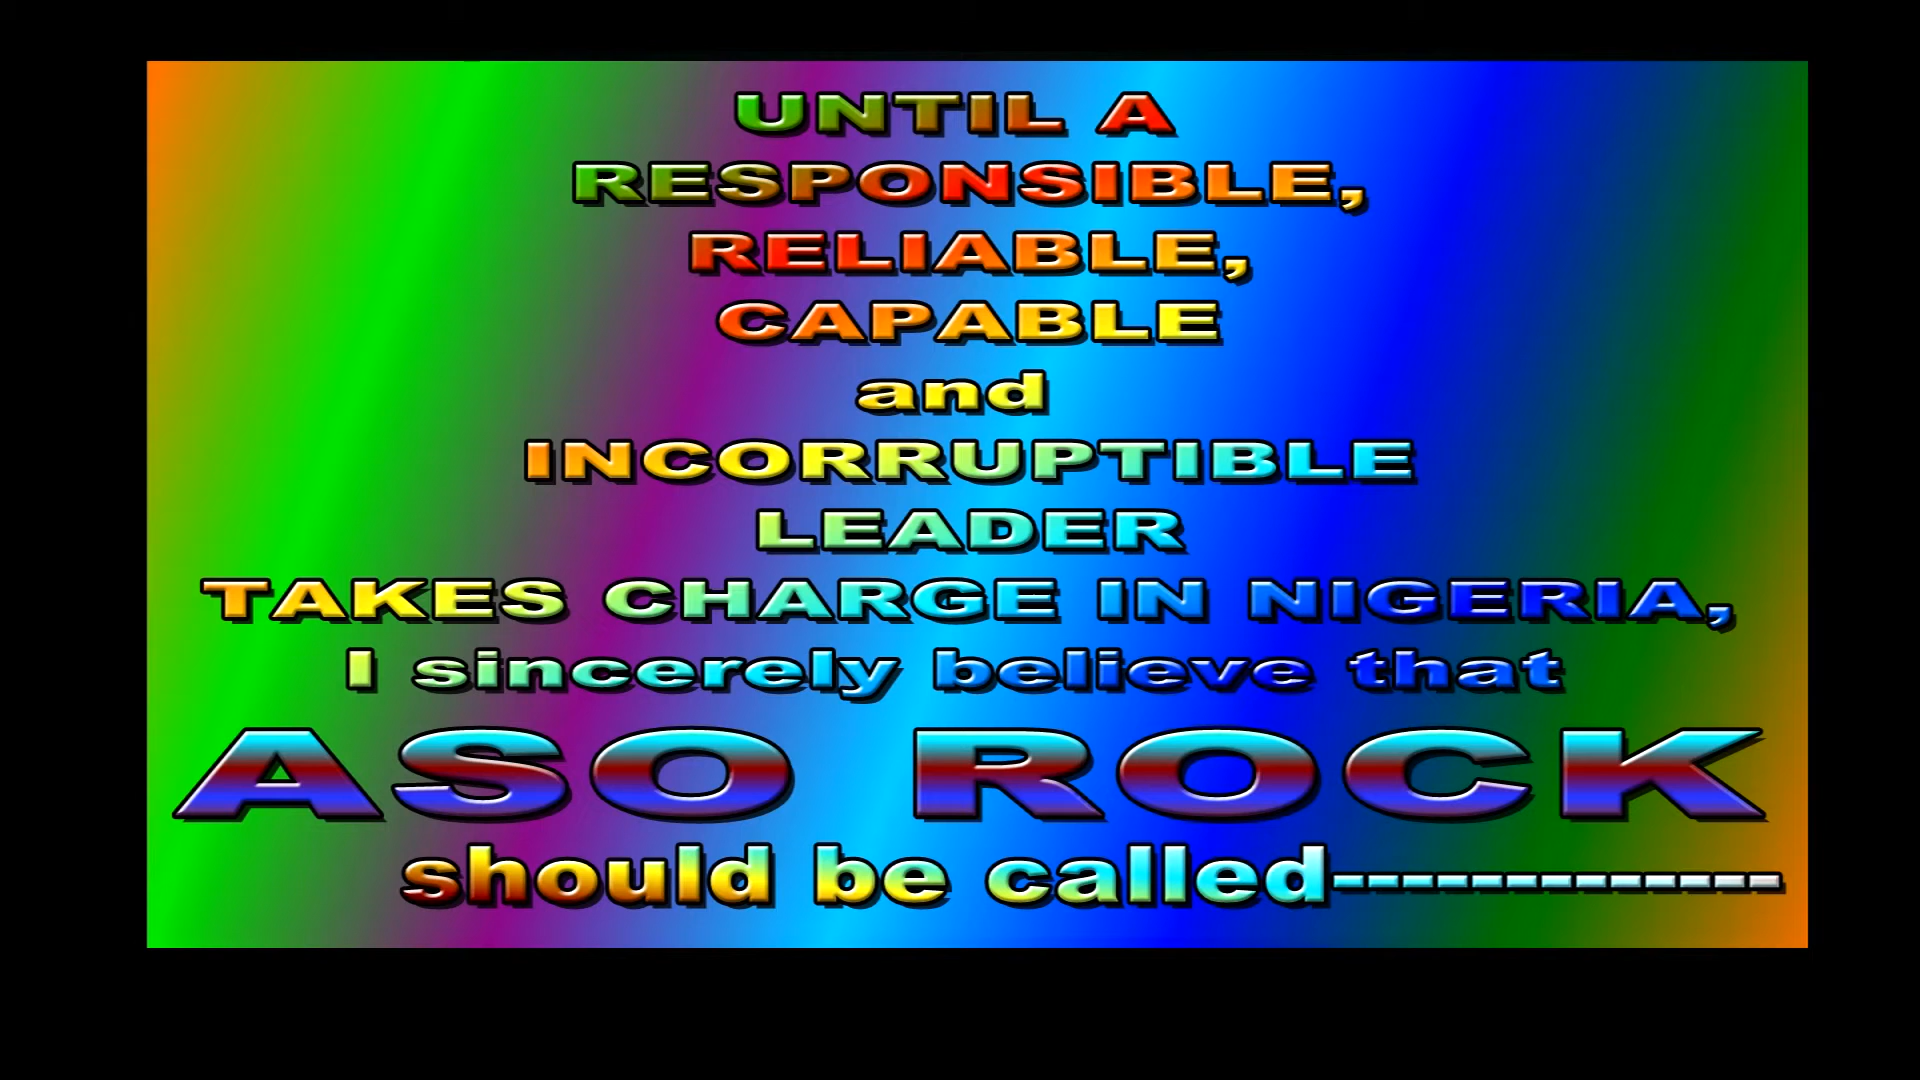 UNTIL A
RESPONSIBLE,
RELIABLE,
CAPABLE
and
INCORRUPTIBLE
LEADER
TAKES CHARGE IN NIGERIA,
I sincerely believe that
ASO ROCK
should be called-------------